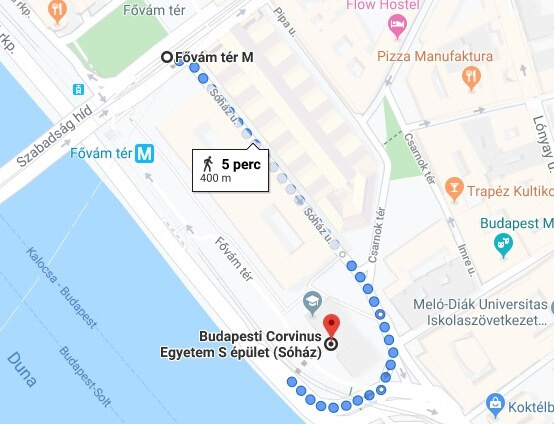 Fővám tér
Pipa u.
Flow Hostel
Pizza Manufaktura
rkp.
Fővám tér M
Szabadság híd
Sóház u.
Fővám tér M
5 perc
400 m
Csarnok tér
Lónyay u.
Trapéz Kultiko
Sóház u.
Csarnok tér
Imre u.
Budapest M
Fővám tér
Kalocsa - Budapest
Meló-Diák Universitas
Iskolaszövetkezet...
Budapesti Corvinus
Egyetem S épület (Sóház)
Duna
Budapest-Solt
Koktélb